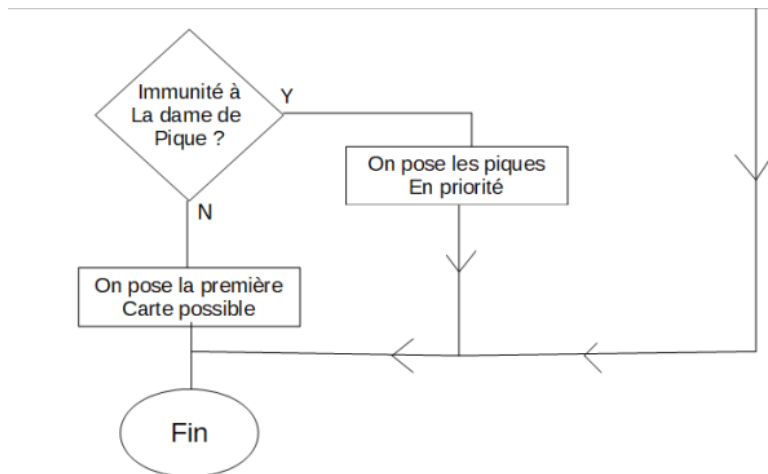 Immunité à
La dame de
Pique ?
Y
On pose les piques
En priorité
N
On pose la première
Carte possible
Fin